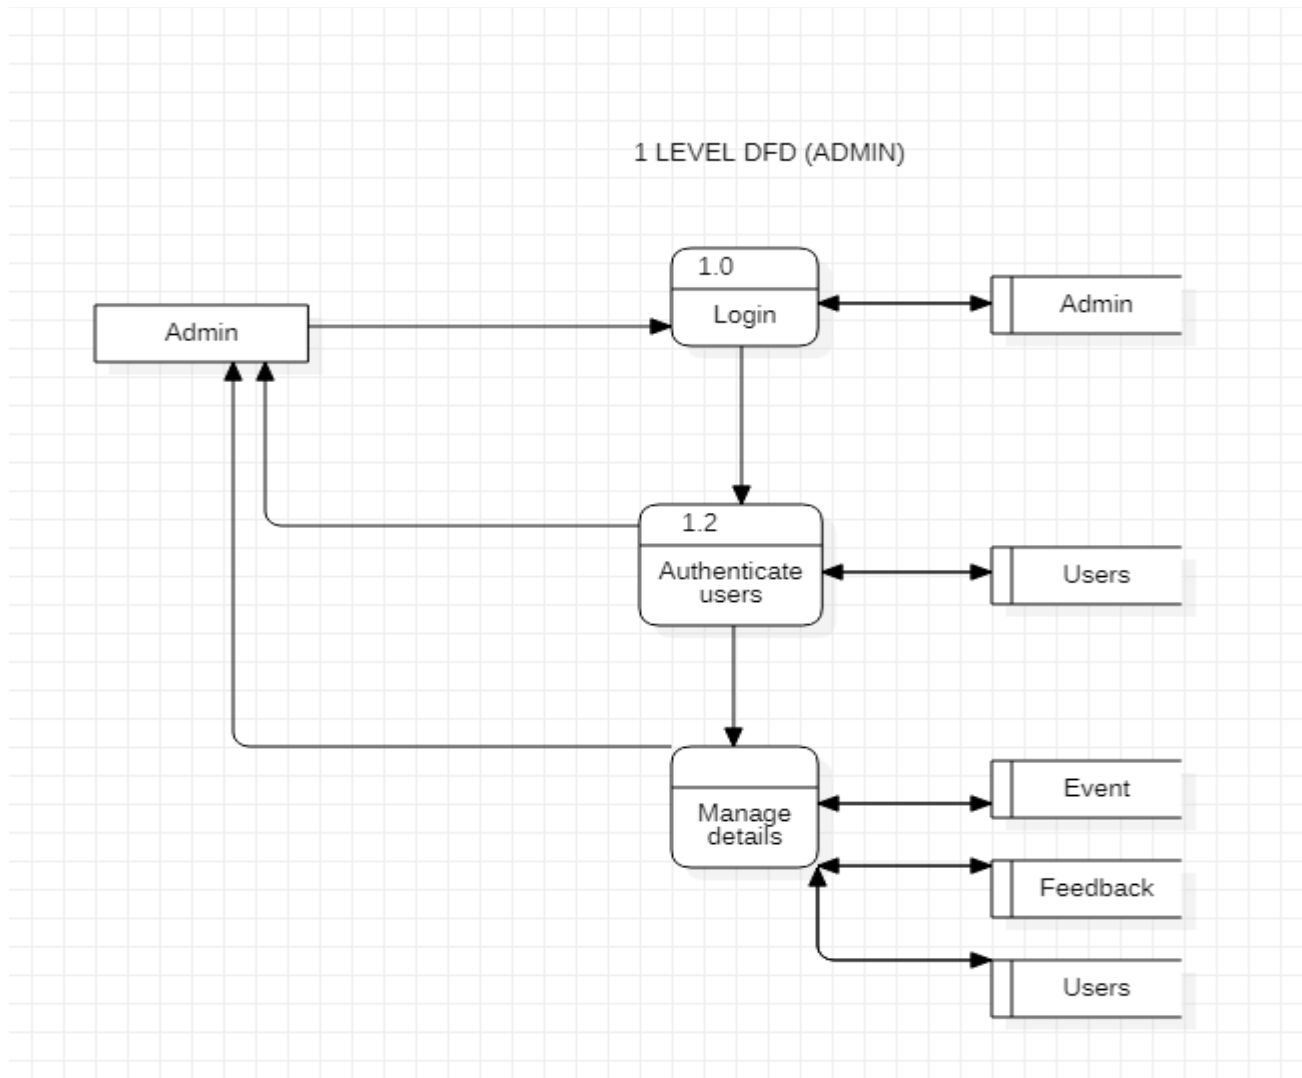 1 LEVEL DFD (ADMIN)
1.0
Login
Admin
Admin
1.2
Authenticate
users
Users
Manage
details
Event
Feedback
Users